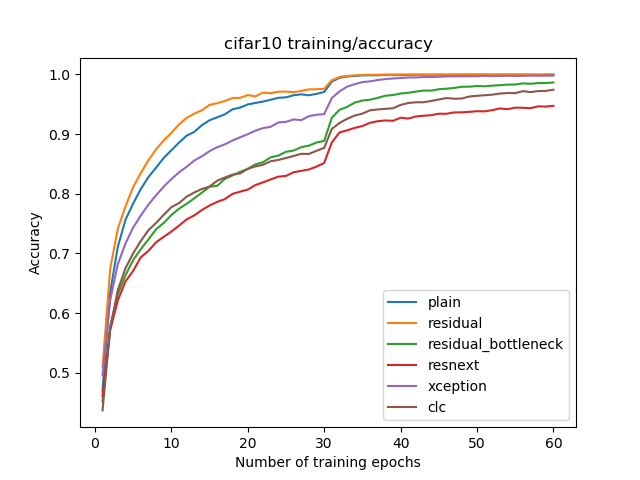 cifar10 training/accuracy
Accuracy
1.0
0.9
0.8
0.7
0.6
0.5
plain
residual
residual_bottleneck
resnext
xception
clc
0 10 20 30 40 50 60
Number of training epochs